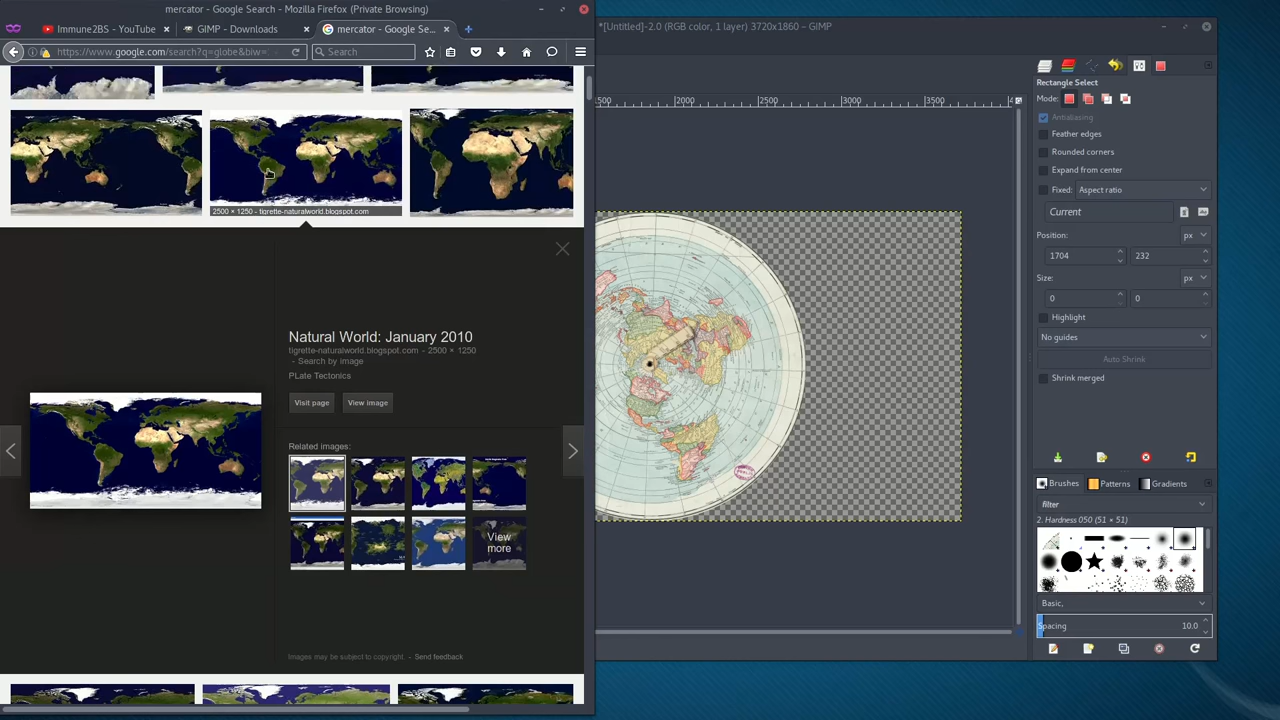 mercator - Google Search - Mozilla Firefox (Private Browsing)
Immune2BS - YouTube
GIMP - Downloads
mercator - Google Se...
https://www.google.com/search?q=globe&biw=
Search
2500 × 1250 - tigrette-naturalworld.blogspot.com
Natural World: January 2010
tigrette-naturalworld.blogspot.com - 2500 × 1250
- Search by image
PLate Tectonics
Visit page
View image
Related images:
View more
Images may be subject to copyright. - Send feedback
*[Untitled]-2.0 (RGB color, 1 layer) 3720x1860 – GIMP
2000
2500
3000
3500
Rectangle Select
Mode:
Antialiasing
Feather edges
Rounded corners
Expand from center
Fixed: Aspect ratio
Current
Position: px
1704 232
Size: px
0 0
Highlight
No guides
Auto Shrink
Shrink merged
Brushes Patterns Gradients
filter
2. Hardness 050 (51 × 51)
Basic,
Spacing 10.0